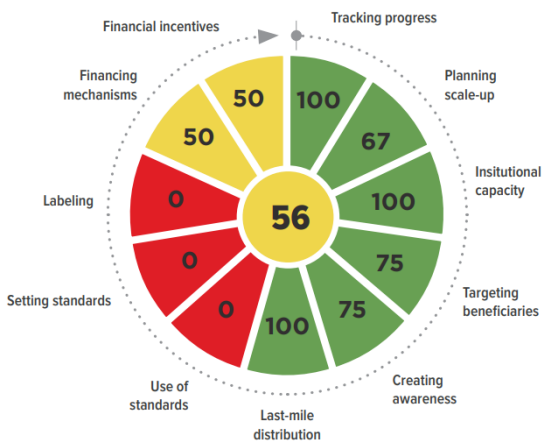 Tracking progress
100
Planning
scale-up
67
Insitutional
capacity
100
Targeting
beneficiaries
75
Creating
awareness
75
Last-mile
distribution
100
Use of
standards
0
Setting standards
0
Labeling
0
Financing
mechanisms
50
Financial incentives
50
56